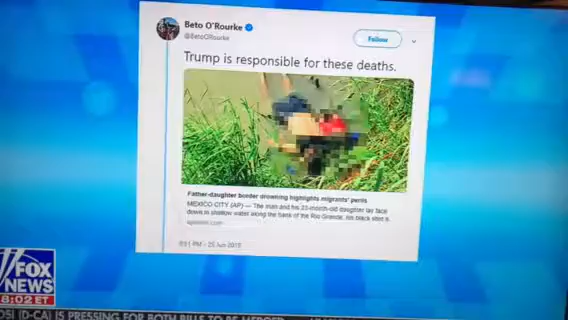 Beto O'Rourke
@BetoORourke
Follow
Trump is responsible for these deaths.
Father-daughter border drowning highlights migrants' perils
MEXICO CITY (AP) — The man and his 23-month-old daughter lay face
down in shallow water along the bank of the Rio Grande, his black shirt is
apnews.com
9:51 PM - 25 Jun 2019
FOX
NEWS
8:02 ET
OSI (D-CA) IS PRESSING FOR BOTH BILLS TO BE MERGED